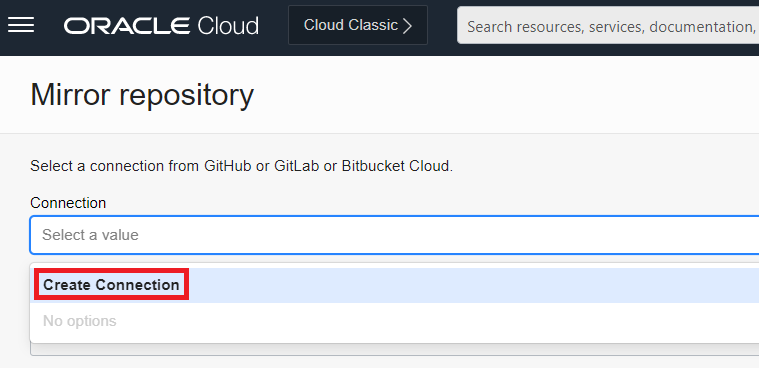 ORACLE Cloud
Cloud Classic
Search resources, services, documentation,
Mirror repository
Select a connection from GitHub or GitLab or Bitbucket Cloud.
Connection
Select a value
Create Connection
No options